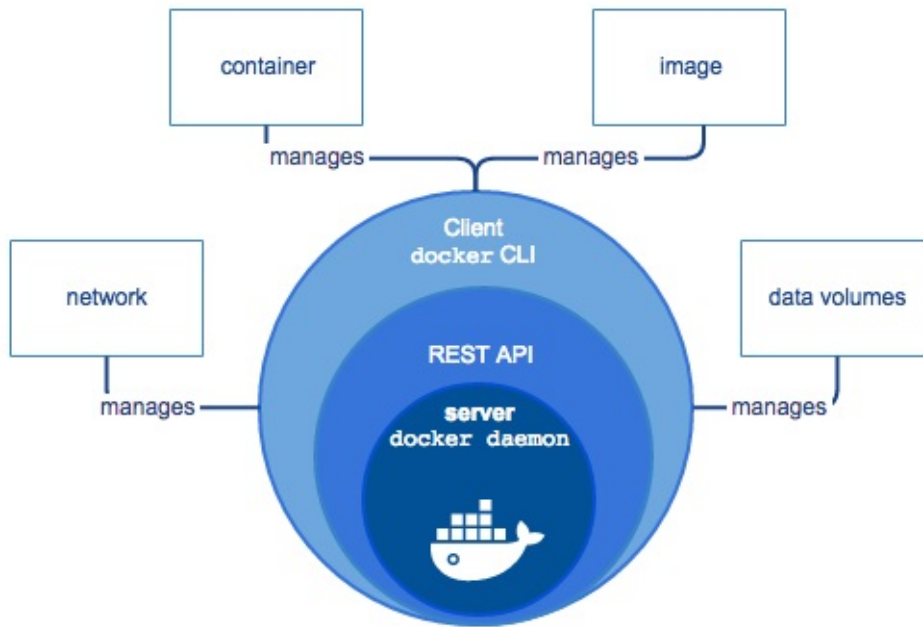 container
image
manages
manages
Client
docker CLI
network
data volumes
REST API
manages
manages
server
docker daemon